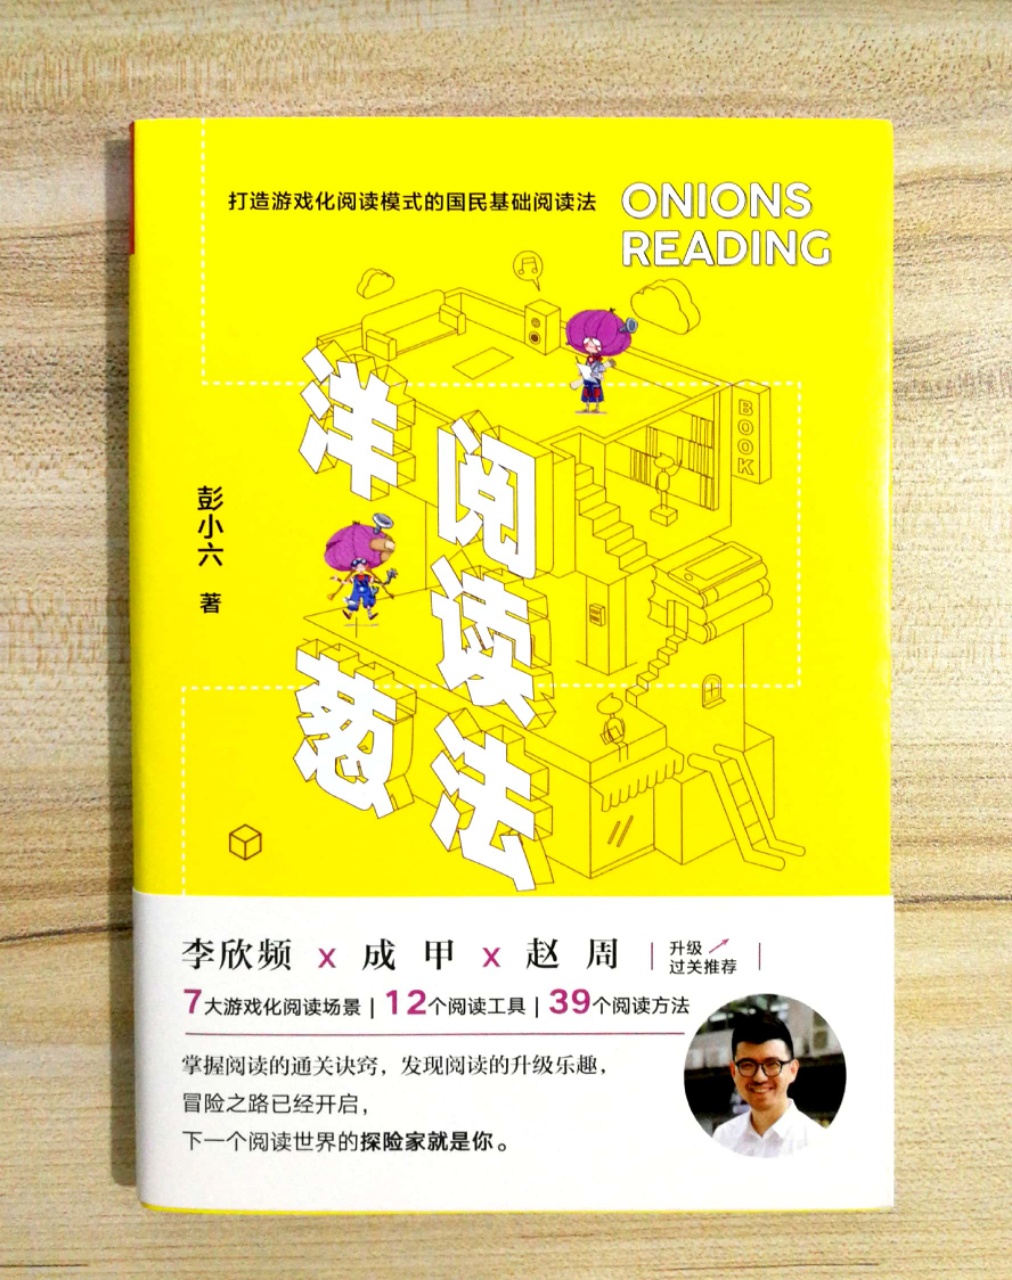 打造游戏化阅读模式的国民基础阅读法
ONIONS
READING
洋葱
阅读法
BOOK
彭小六 著
李欣频 x 成甲 x 赵周 | 升级
过关推荐 |
7大游戏化阅读场景 | 12个阅读工具 | 39个阅读方法
掌握阅读的通关诀窍，发现阅读的升级乐趣，
冒险之路已经开启，
下一个阅读世界的探险家就是你。